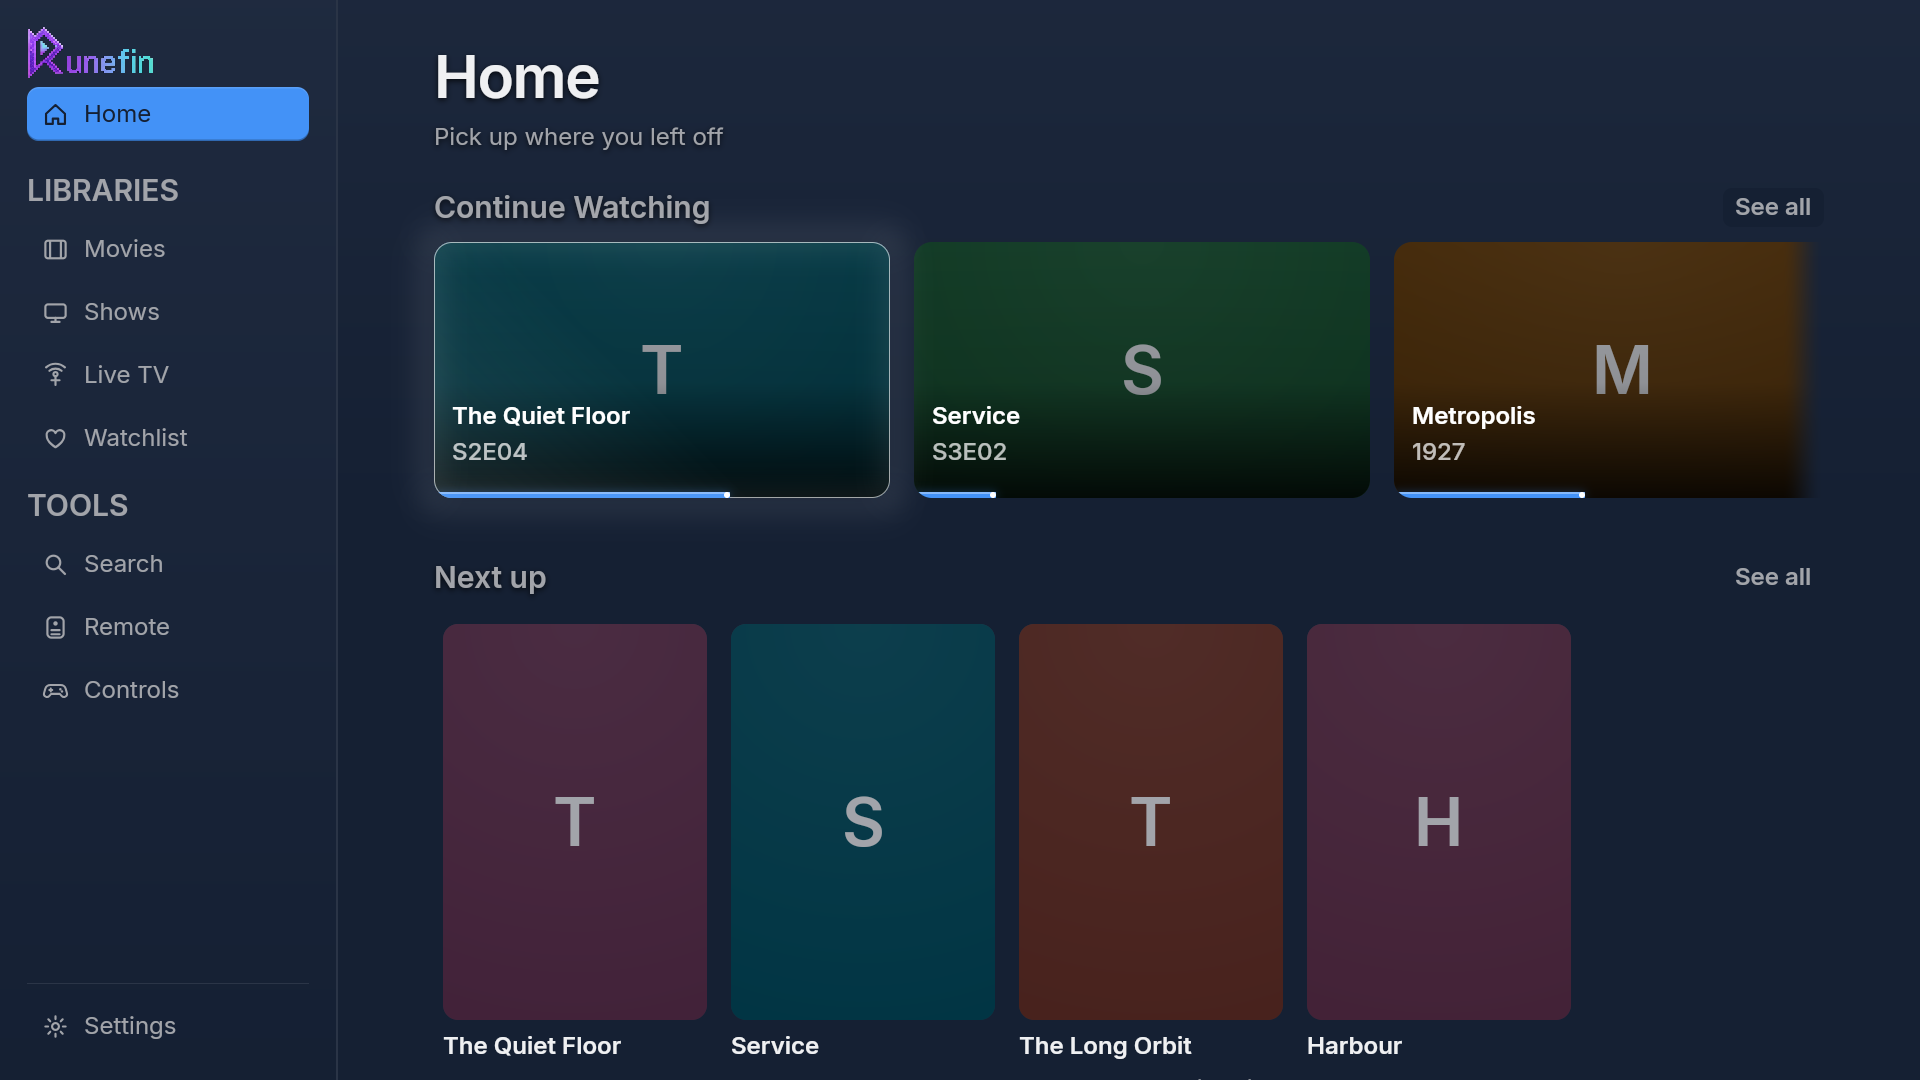 Runefin
Home
LIBRARIES
Movies
Shows
Live TV
Watchlist
TOOLS
Search
Remote
Controls
Settings
Home
Pick up where you left off
Continue Watching
See all
T
The Quiet Floor
S2E04
S
Service
S3E02
M
Metropolis
1927
Next up
See all
T
The Quiet Floor
S
Service
T
The Long Orbit
H
Harbour